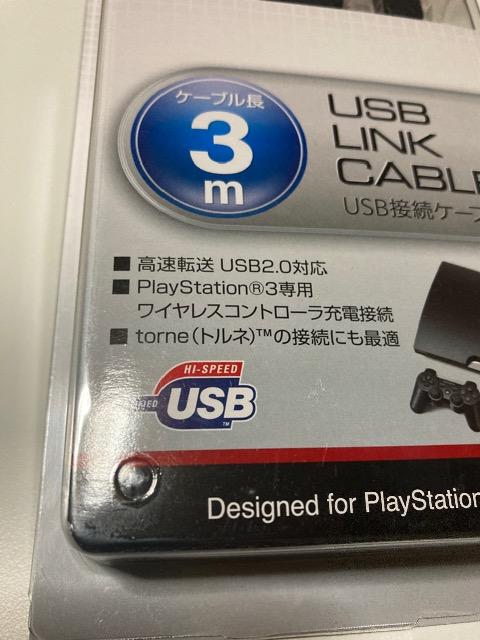 ケーブル長
3
m
USB
LINK
CABLE
USB接続ケーブ
■ 高速転送 USB2.0対応
■ PlayStation®3専用
ワイヤレスコントローラ充電接続
■ torne(トルネ)™の接続にも最適
HI-SPEED
USB
™
Designed for PlayStation